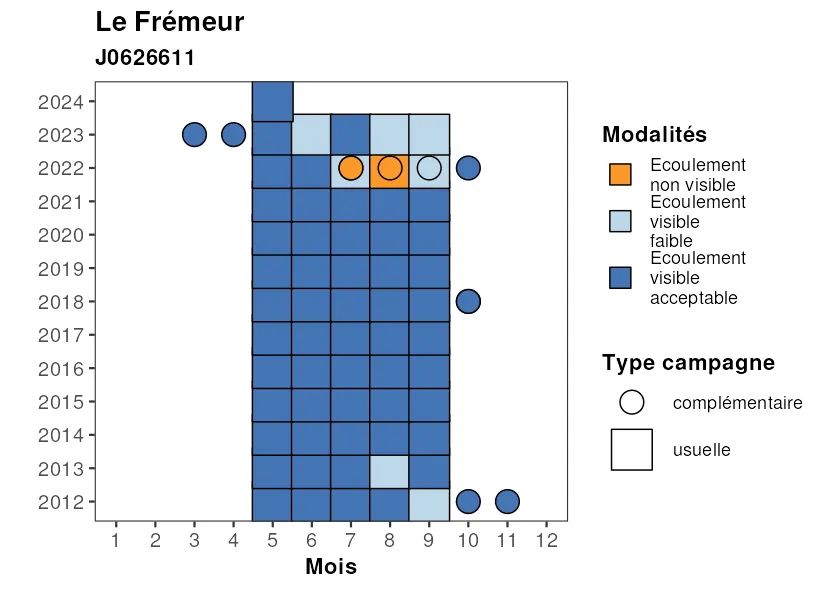 Le Frémeur
J0626611
2024
2023
2022
2021
2020
2019
2018
2017
2016
2015
2014
2013
2012
1 2 3 4 5 6 7 8 9 10 11 12
Mois
Modalités
Ecoulement
non visible
Ecoulement
visible
faible
Ecoulement
visible
acceptable
Type campagne
complémentaire
usuelle